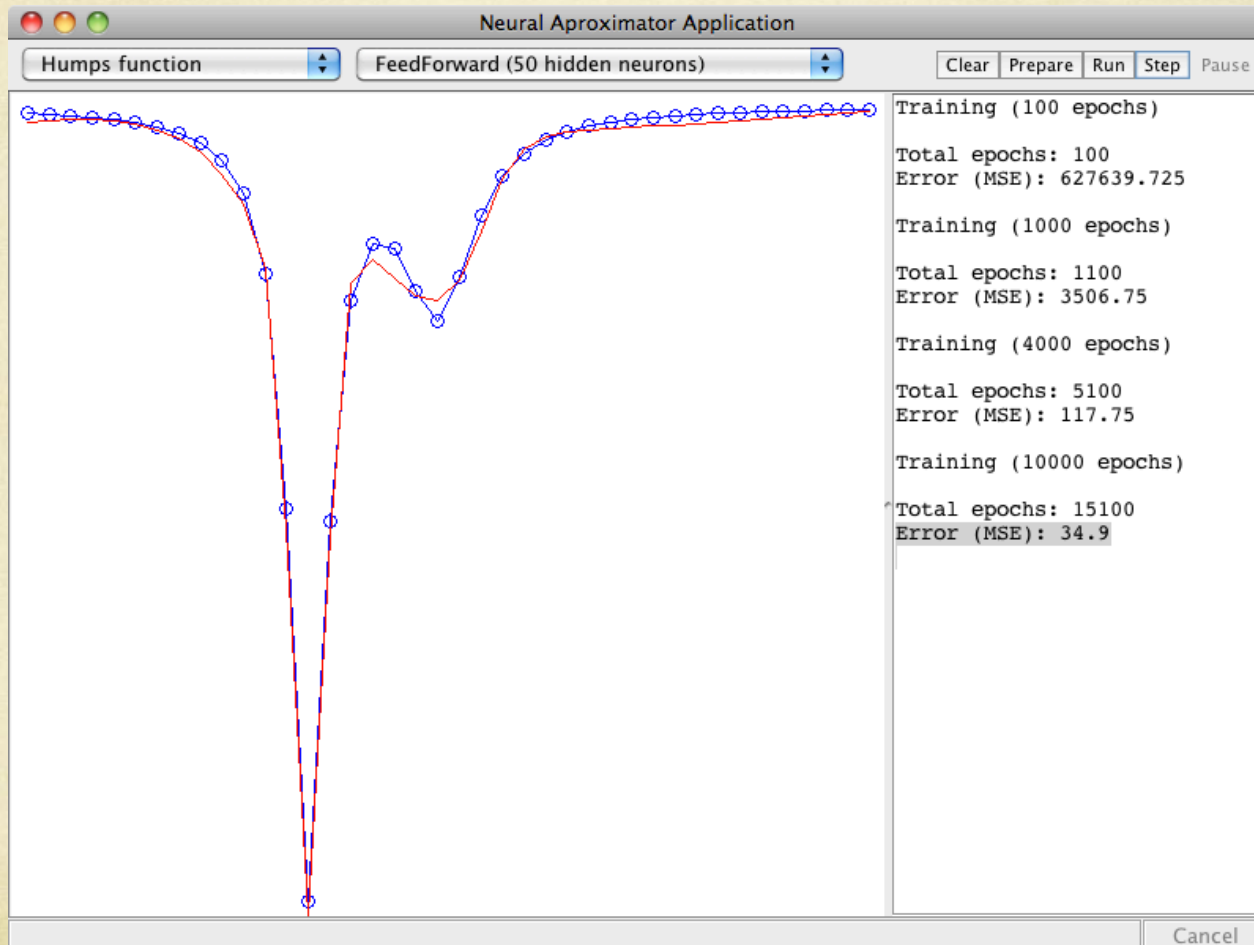 Neural Aproximator Application
Humps function FeedForward (50 hidden neurons) Clear Prepare Run Step Pause
Training (100 epochs)
Total epochs: 100
Error (MSE): 627639.725
Training (1000 epochs)
Total epochs: 1100
Error (MSE): 3506.75
Training (4000 epochs)
Total epochs: 5100
Error (MSE): 117.75
Training (10000 epochs)
Total epochs: 15100
Error (MSE): 34.9
Cancel